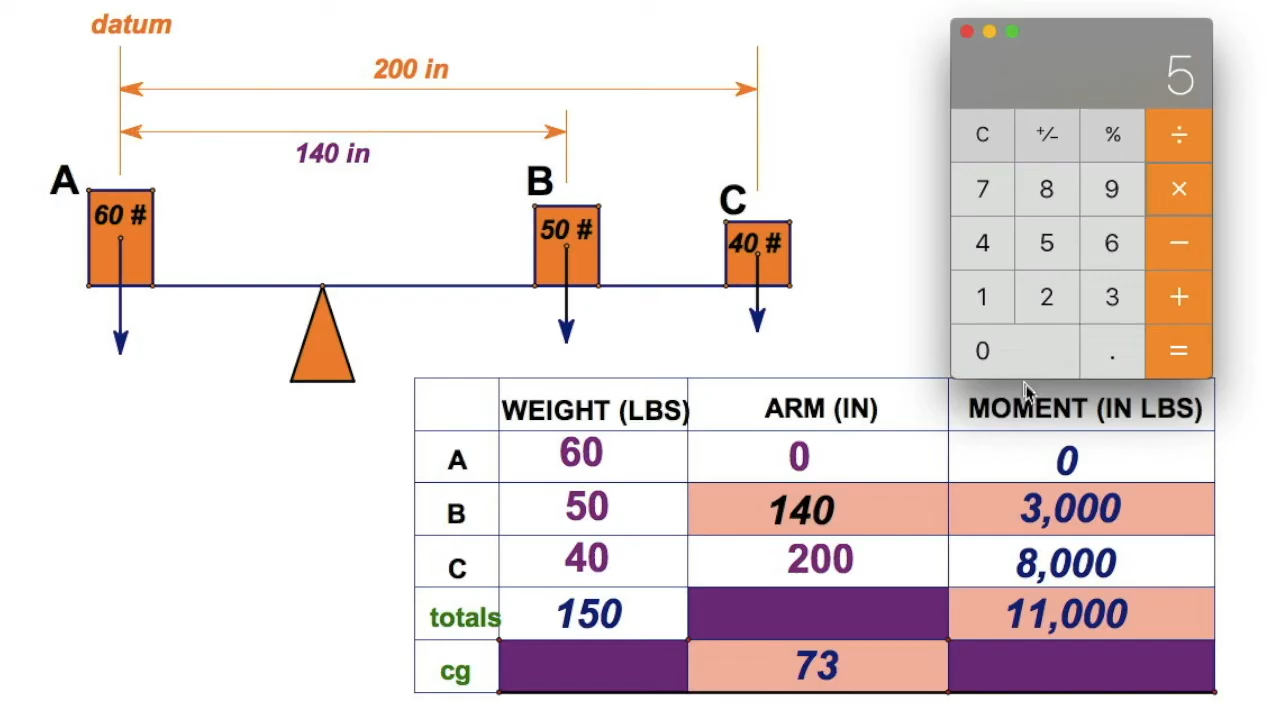 datum
200 in
140 in
A
B
C
60 #
50 #
40 #
5
C +/− % ÷
7 8 9 ×
4 5 6 −
1 2 3 +
0 . =
WEIGHT (LBS) ARM (IN) MOMENT (IN LBS)
A 60 0 0
B 50 140 3,000
C 40 200 8,000
totals 150 11,000
cg 73